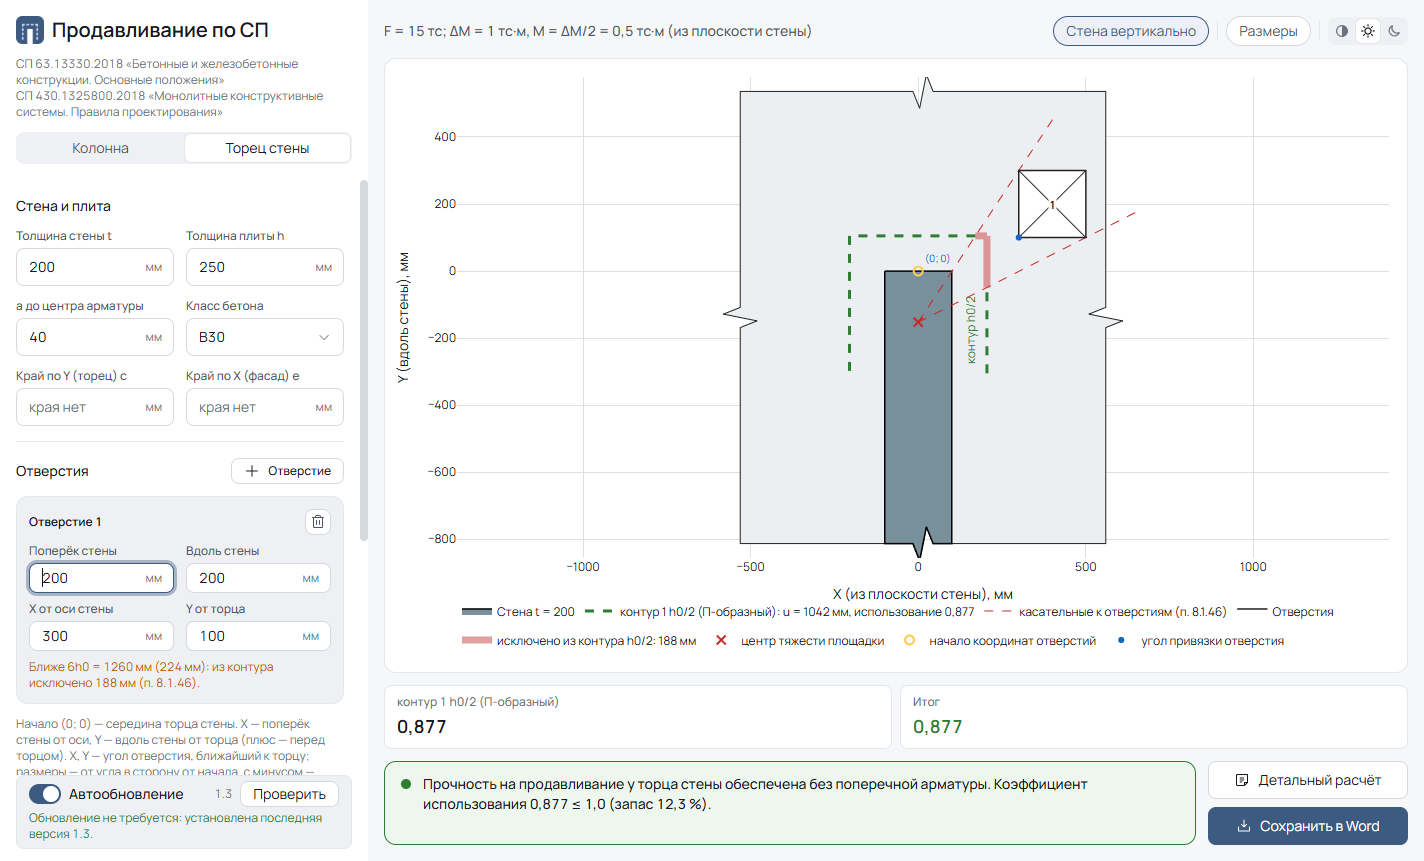 Продавливание по СП
СП 63.13330.2018 «Бетонные и железобетонные
конструкции. Основные положения»
СП 430.1325800.2018 «Монолитные конструктивные
системы. Правила проектирования»
Колонна
Торец стены
Стена и плита
Толщина стены t
Толщина плиты h
200 мм
250 мм
a до центра арматуры
Класс бетона
40 мм
B30
Край по Y (торец) c
Край по X (фасад) e
края нет мм
края нет мм
Отверстия
Отверстие
Отверстие 1
Поперёк стены
Вдоль стены
200 мм
200 мм
X от оси стены
Y от торца
300 мм
100 мм
Ближе 6h0 = 1260 мм (224 мм): из контура
исключено 188 мм (п. 8.1.46).
Начало (0; 0) — середина торца стены. X — поперёк
стены от оси, Y — вдоль стены от торца (плюс — перед
торцом). X, Y — угол отверстия, ближайший к торцу;
размеры — от угла в сторону от начала, с минусом —
Автообновление
1.3
Проверить
Обновление не требуется: установлена последняя
версия 1.3.
F = 15 тс; ΔM = 1 тс·м, M = ΔM/2 = 0,5 тс·м (из плоскости стены)
Стена вертикально
Размеры
Y (вдоль стены), мм
400
200
0
−200
−400
−600
−800
1
(0; 0)
контур h0/2
−1000
−500
0
500
1000
X (из плоскости стены), мм
Стена t = 200
контур 1 h0/2 (П-образный): u = 1042 мм, использование 0,877
касательные к отверстиям (п. 8.1.46)
Отверстия
исключено из контура h0/2: 188 мм
центр тяжести площадки
начало координат отверстий
угол привязки отверстия
контур 1 h0/2 (П-образный)
0,877
Итог
0,877
Прочность на продавливание у торца стены обеспечена без поперечной арматуры. Коэффициент
использования 0,877 ≤ 1,0 (запас 12,3 %).
Детальный расчёт
Сохранить в Word